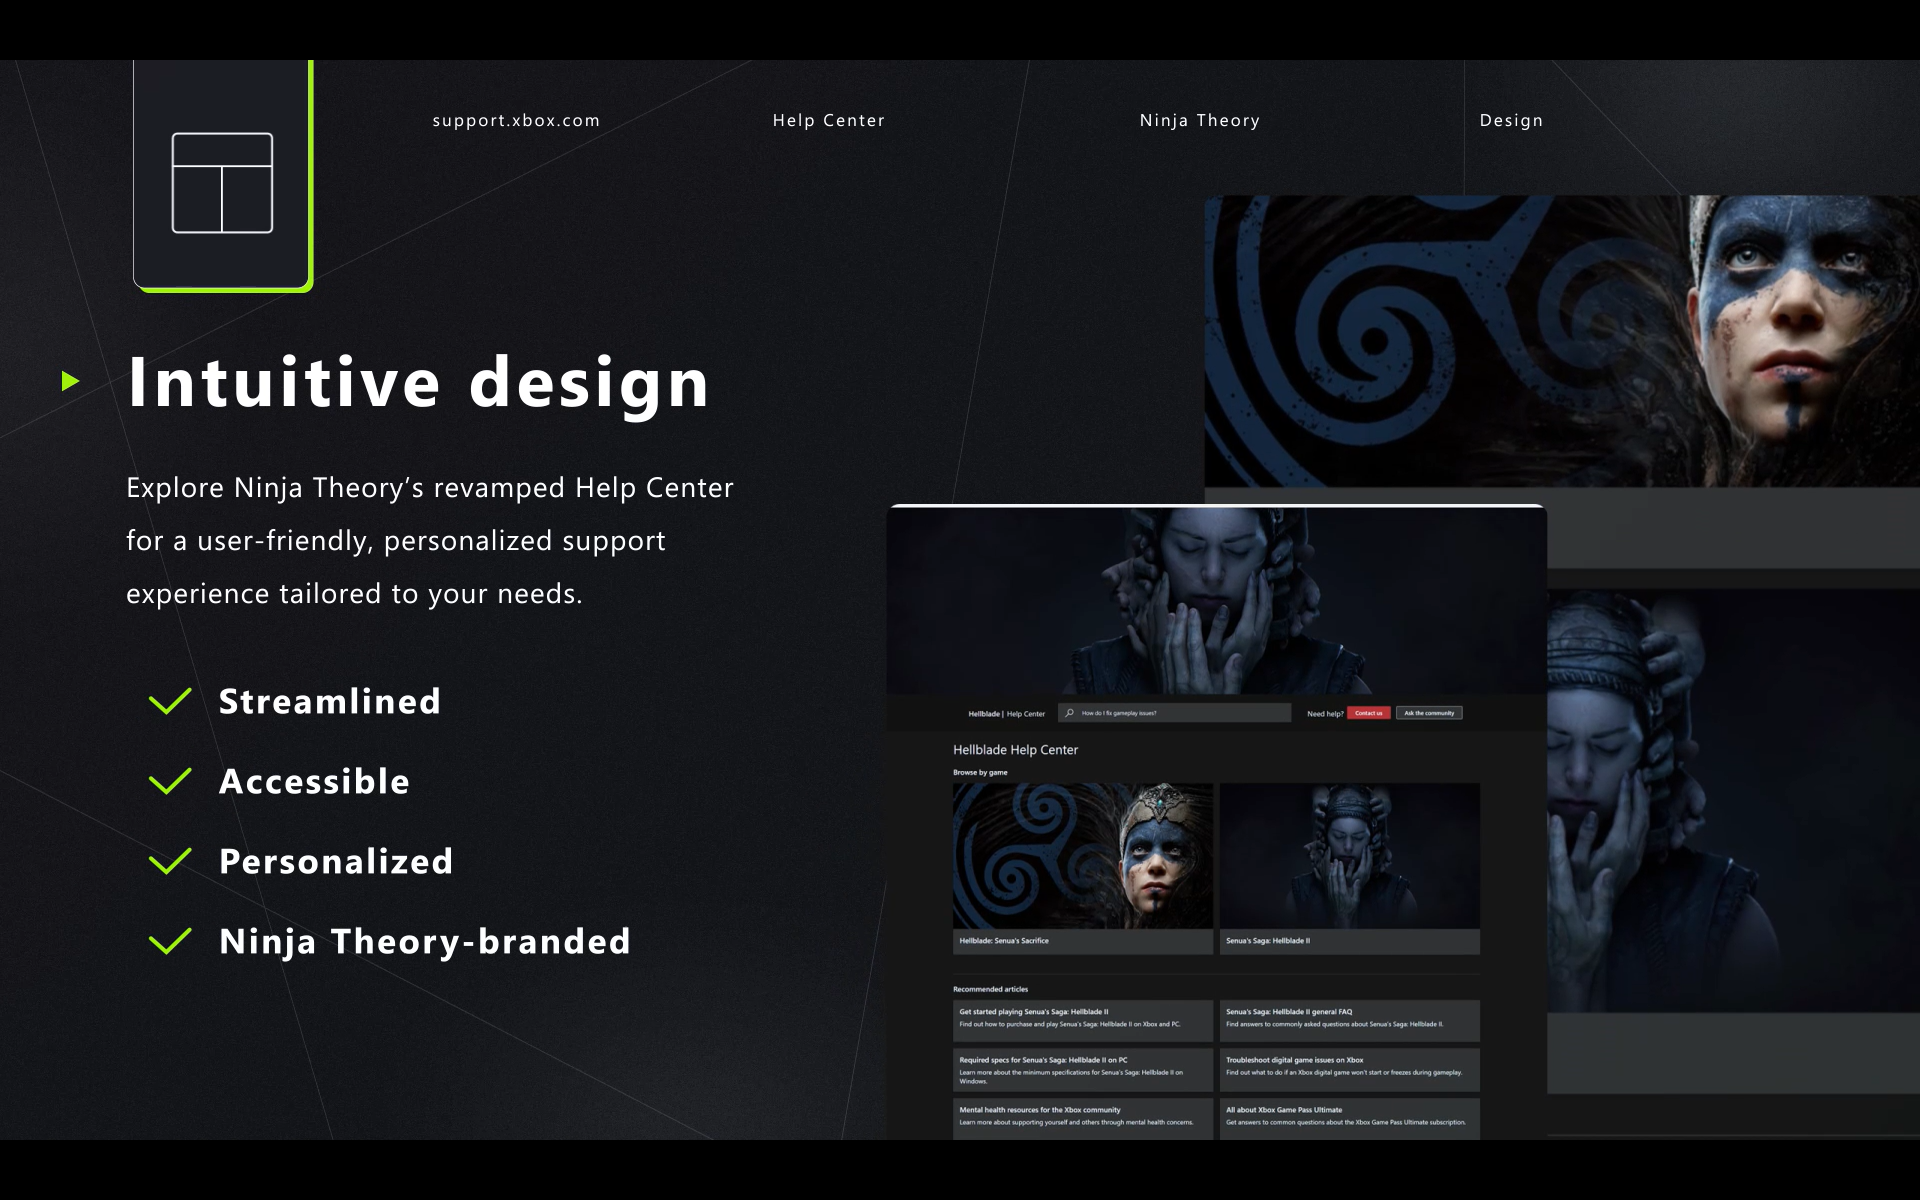 support.xbox.com
Help Center
Ninja Theory
Design
Intuitive design
Explore Ninja Theory’s revamped Help Center
for a user-friendly, personalized support
experience tailored to your needs.
Streamlined
Accessible
Personalized
Ninja Theory-branded
Hellblade | Help Center
How do I fix gameplay issues?
Need help?
Contact us
Ask the community
Hellblade Help Center
Browse by game
Hellblade: Senua's Sacrifice
Senua's Saga: Hellblade II
Recommended articles
Get started playing Senua's Saga: Hellblade II
Find out how to purchase and play Senua's Saga: Hellblade II on Xbox and PC.
Senua's Saga: Hellblade II general FAQ
Find answers to commonly asked questions about Senua's Saga: Hellblade II.
Required specs for Senua's Saga: Hellblade II on PC
Learn more about the minimum specifications for Senua's Saga: Hellblade II on
Windows.
Troubleshoot digital game issues on Xbox
Find out what to do if an Xbox digital game won't start or freezes during gameplay.
Mental health resources for the Xbox community
Learn more about supporting yourself and others through mental health concerns.
All about Xbox Game Pass Ultimate
Get answers to common questions about the Xbox Game Pass Ultimate subscription.